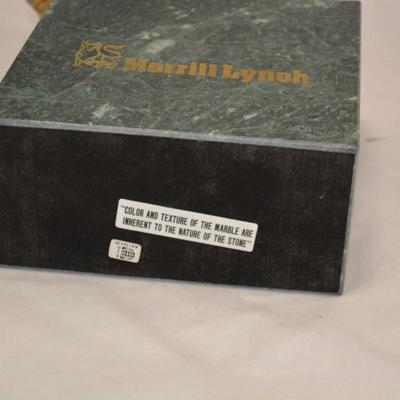 Merrill Lynch
"COLOR AND TEXTURE OF THE MARBLE ARE
INHERENT TO THE NATURE OF THE STONE"